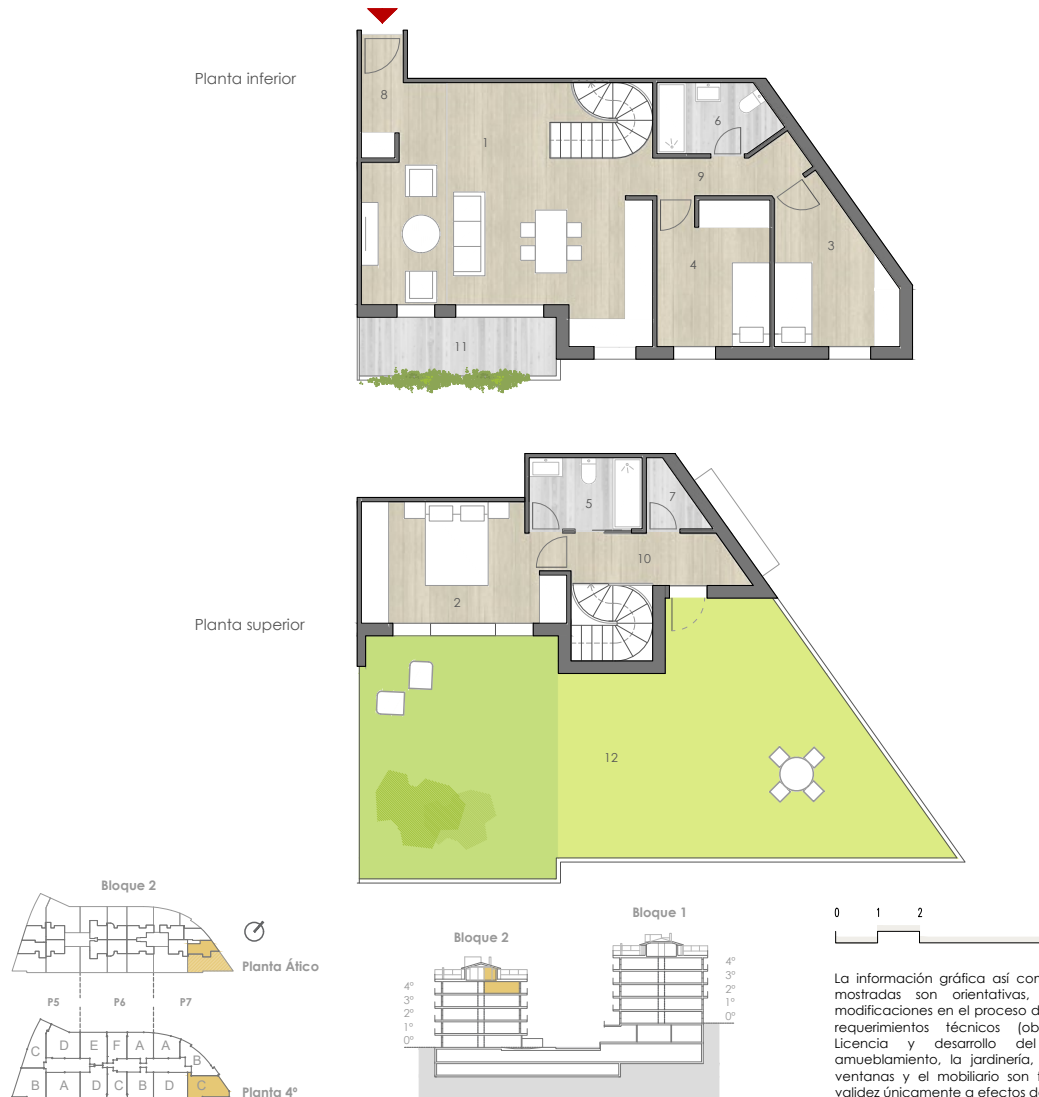 Planta inferior
8
1
6
9
3
4
11
5
7
10
2
Planta superior
12
Bloque 2
Planta Ático
P5 P6 P7
C D E F A A B
B A D C B D C
Planta 4º
Bloque 2
4º
3º
2º
1º
0º
Bloque 1
4º
3º
2º
1º
0º
0 1 2
La información gráfica así con
mostradas son orientativas,
modificaciones en el proceso d
requerimientos técnicos (ob
Licencia y desarrollo del
amueblamiento, la jardinería,
ventanas y el mobiliario son
validez únicamente a efectos d